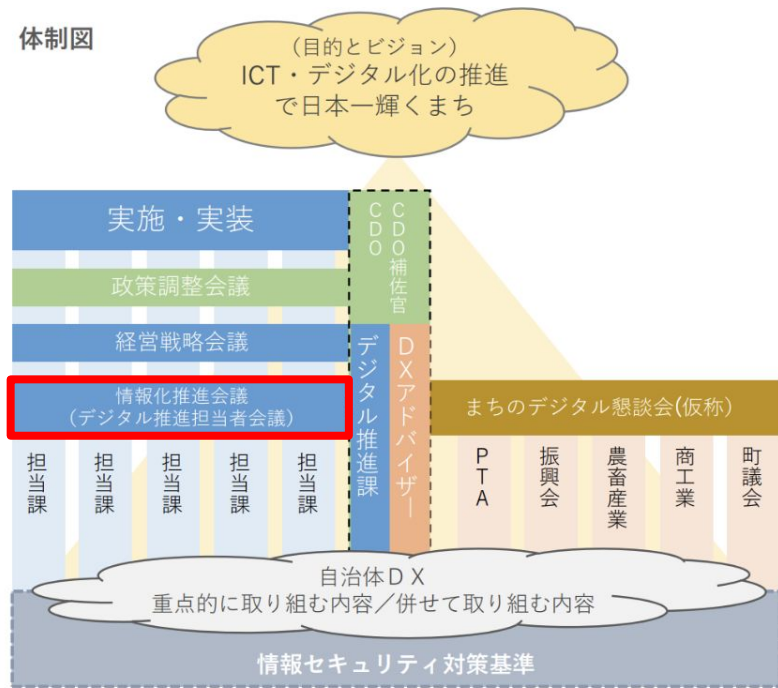 体制図
(目的とビジョン)
ICT・デジタル化の推進
で日本一輝くまち
実施・実装
政策調整会議
経営戦略会議
情報化推進会議
(デジタル推進担当者会議)
担当課
担当課
担当課
担当課
担当課
CDO
CDO補佐官
デジタル推進課
DXアドバイザー
まちのデジタル懇談会(仮称)
PTA
振興会
農畜産業
商工業
町議会
自治体DX
重点的に取り組む内容/併せて取り組む内容
情報セキュリティ対策基準